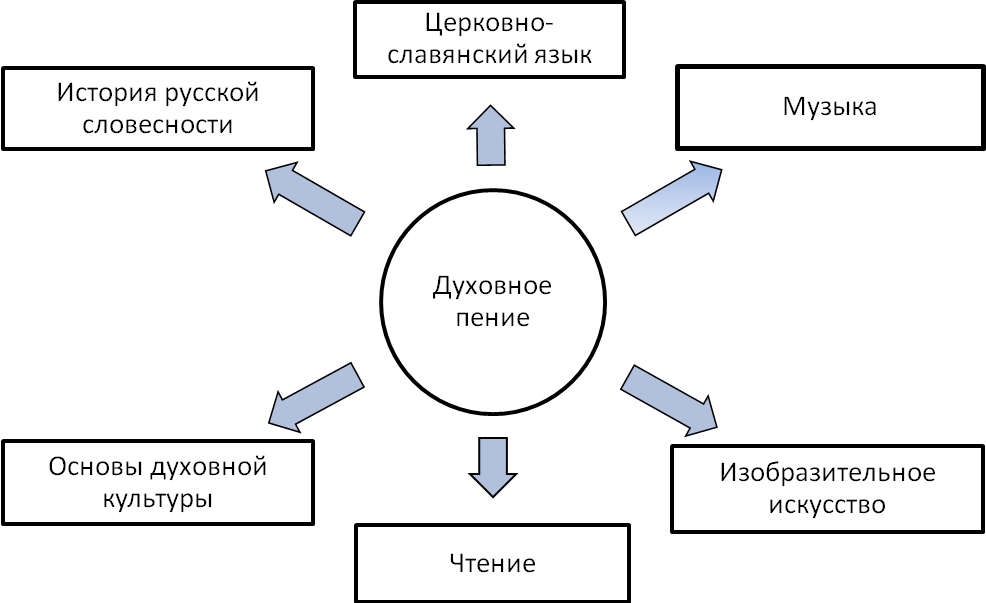 Церковно-
славянский язык
История русской
словесности
Музыка
Духовное
пение
Основы духовной
культуры
Изобразительное
искусство
Чтение